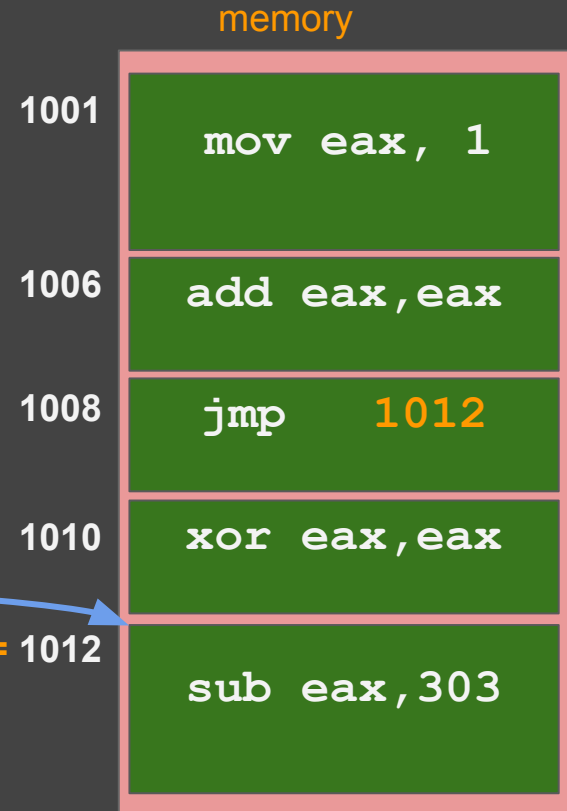 memory
1001
mov eax, 1
1006
add eax,eax
1008
jmp 1012
1010
xor eax,eax
= 1012
sub eax,303